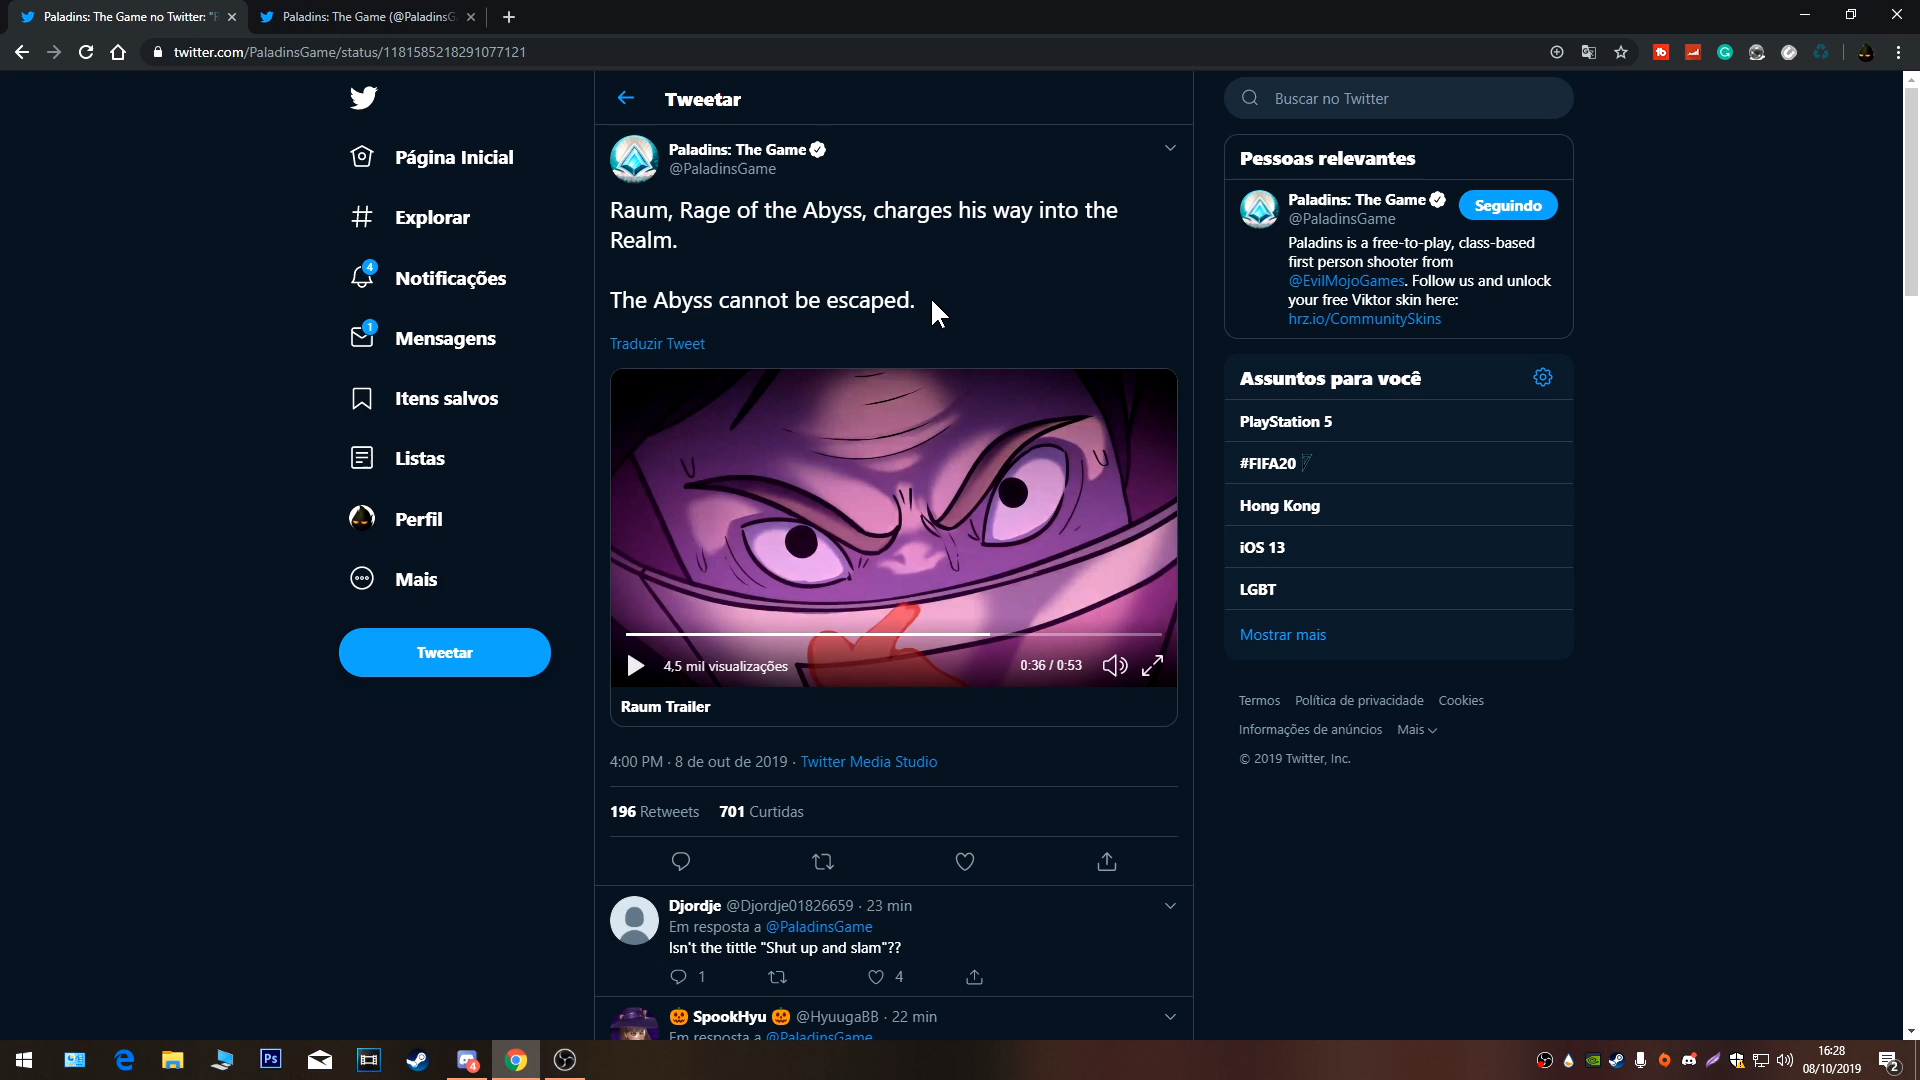 Paladins: The Game no Twitter: "R
Paladins: The Game (@PaladinsG
twitter.com/PaladinsGame/status/1181585218291077121
Página Inicial
Explorar
4
Notificações
1
Mensagens
Itens salvos
Listas
Perfil
Mais
Tweetar
Tweetar
Paladins: The Game
@PaladinsGame
Raum, Rage of the Abyss, charges his way into the
Realm.
The Abyss cannot be escaped.
Traduzir Tweet
4,5 mil visualizações
0:36 / 0:53
Raum Trailer
4:00 PM · 8 de out de 2019 · Twitter Media Studio
196 Retweets 701 Curtidas
Djordje @Djordje01826659 · 23 min
Em resposta a @PaladinsGame
Isn't the tittle "Shut up and slam"??
1 4
SpookHyu @HyuugaBB · 22 min
Em resposta a @PaladinsGame
Buscar no Twitter
Pessoas relevantes
Paladins: The Game
Seguindo
@PaladinsGame
Paladins is a free-to-play, class-based
first person shooter from
@EvilMojoGames. Follow us and unlock
your free Viktor skin here:
hrz.io/CommunitySkins
Assuntos para você
PlayStation 5
#FIFA20
Hong Kong
iOS 13
LGBT
Mostrar mais
Termos Política de privacidade Cookies
Informações de anúncios Mais
© 2019 Twitter, Inc.
Ps
4
16:28
08/10/2019
2